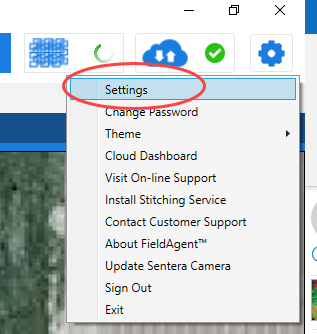 Settings
Change Password
Theme
Cloud Dashboard
Visit On-line Support
Install Stitching Service
Contact Customer Support
About FieldAgent™
Update Sentera Camera
Sign Out
Exit